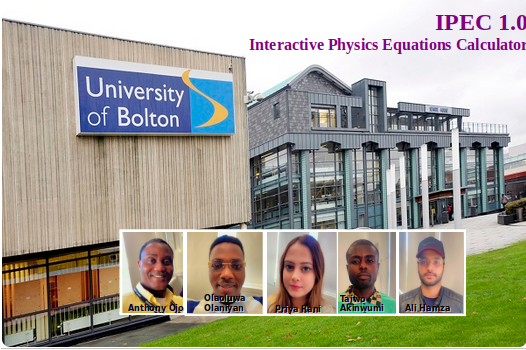 IPEC 1.0
Interactive Physics Equations Calculator
University
of Bolton
Anthony Ojo
Olaoluwa
Olaniyan
Priya Rani
Taiwo
Akinwumi
Ali Hamza